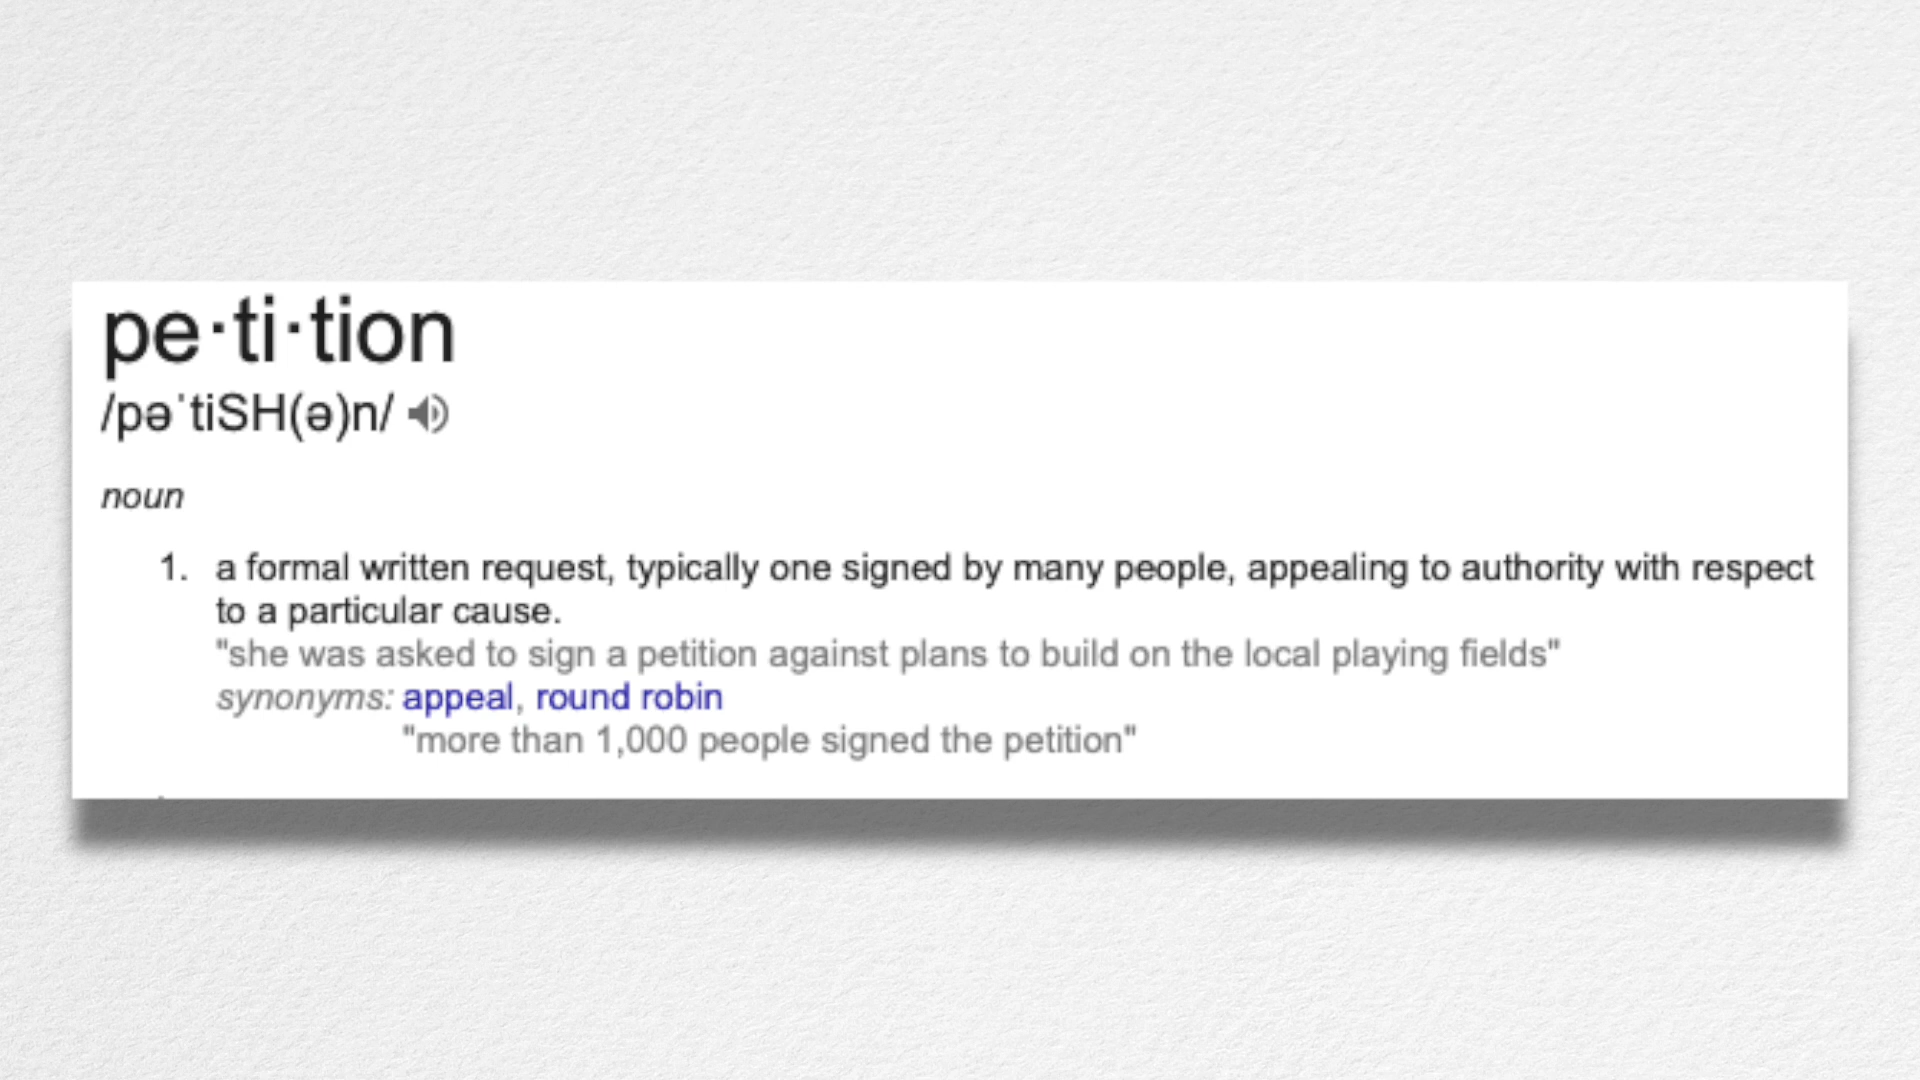 pe·ti·tion
/pəˈtiSH(ə)n/
noun
1. a formal written request, typically one signed by many people, appealing to authority with respect
to a particular cause.
"she was asked to sign a petition against plans to build on the local playing fields"
synonyms: appeal, round robin
"more than 1,000 people signed the petition"